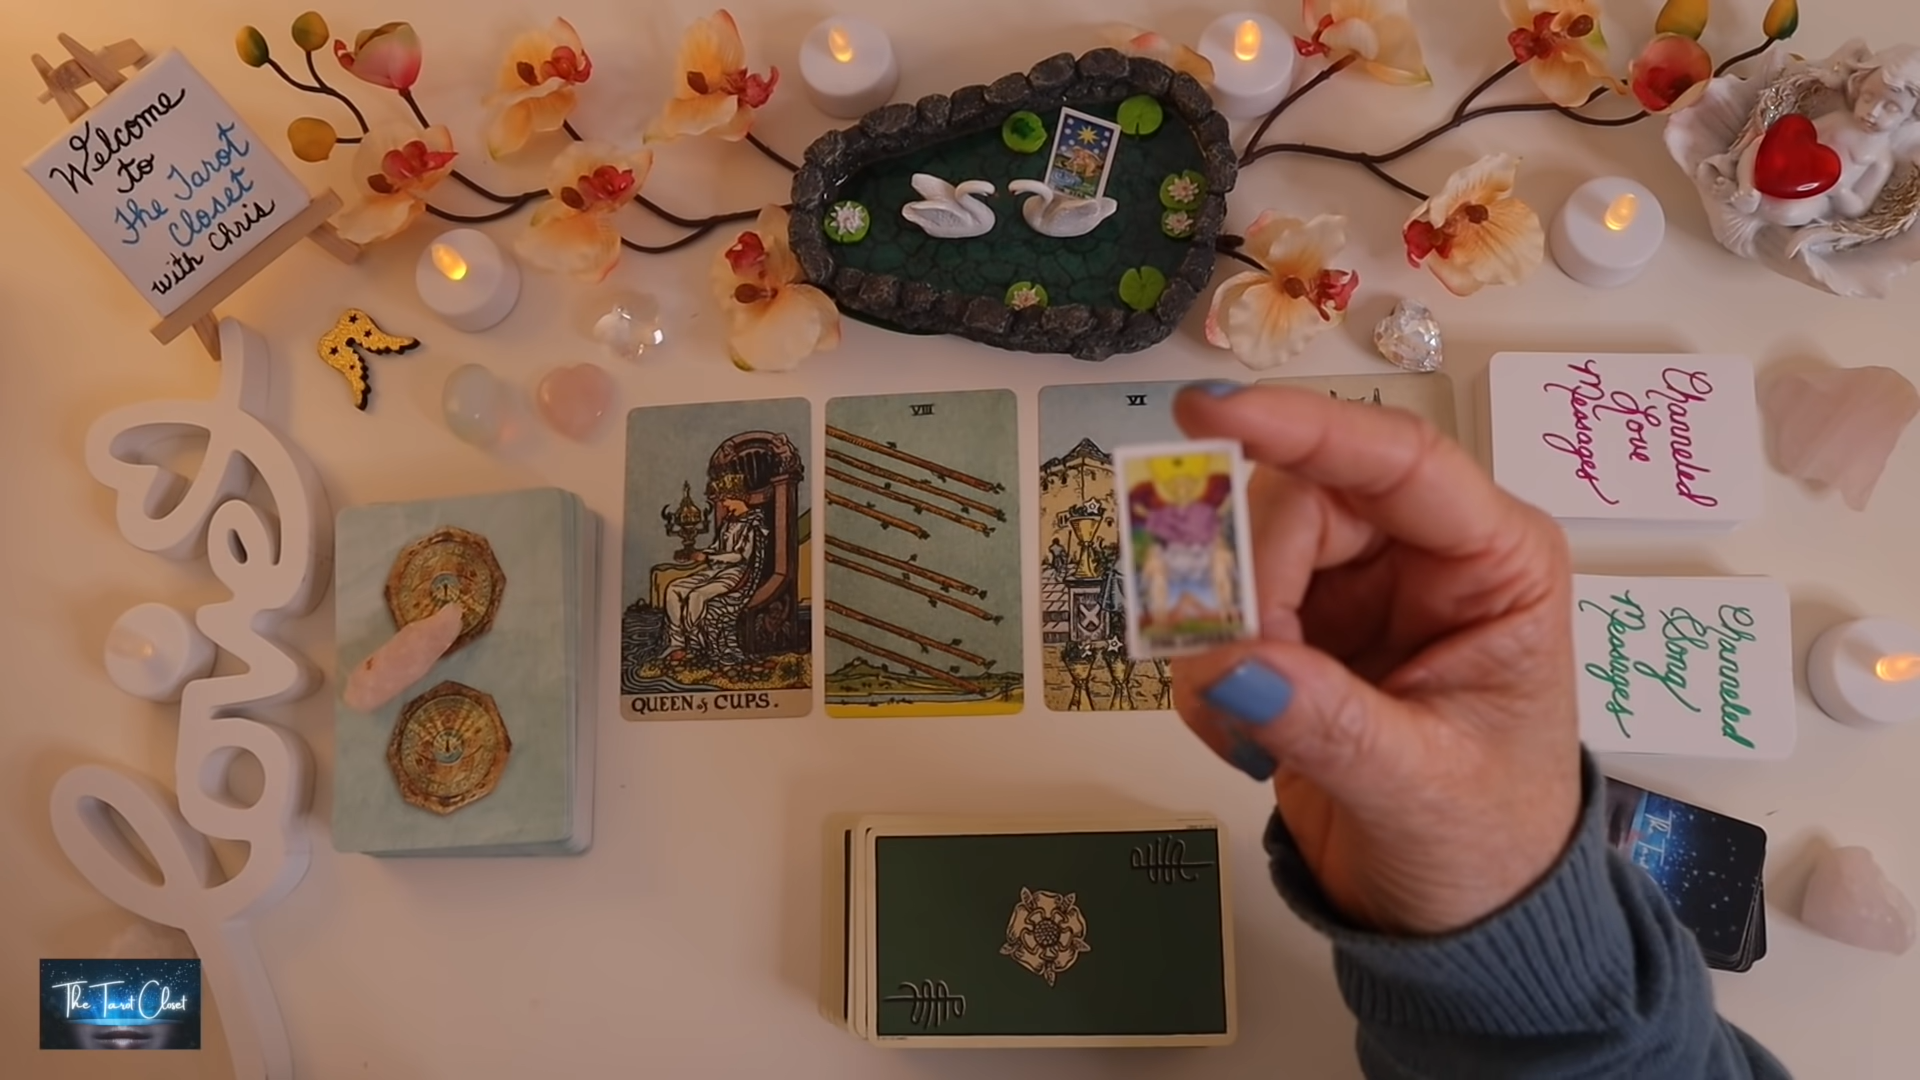 Welcome
to
the Tarot
Closet
with Chris
VIII
VI
QUEEN of CUPS.
Channeled
Love
Messages
Channeled
Song
Messages
genius
The Tarot Closet